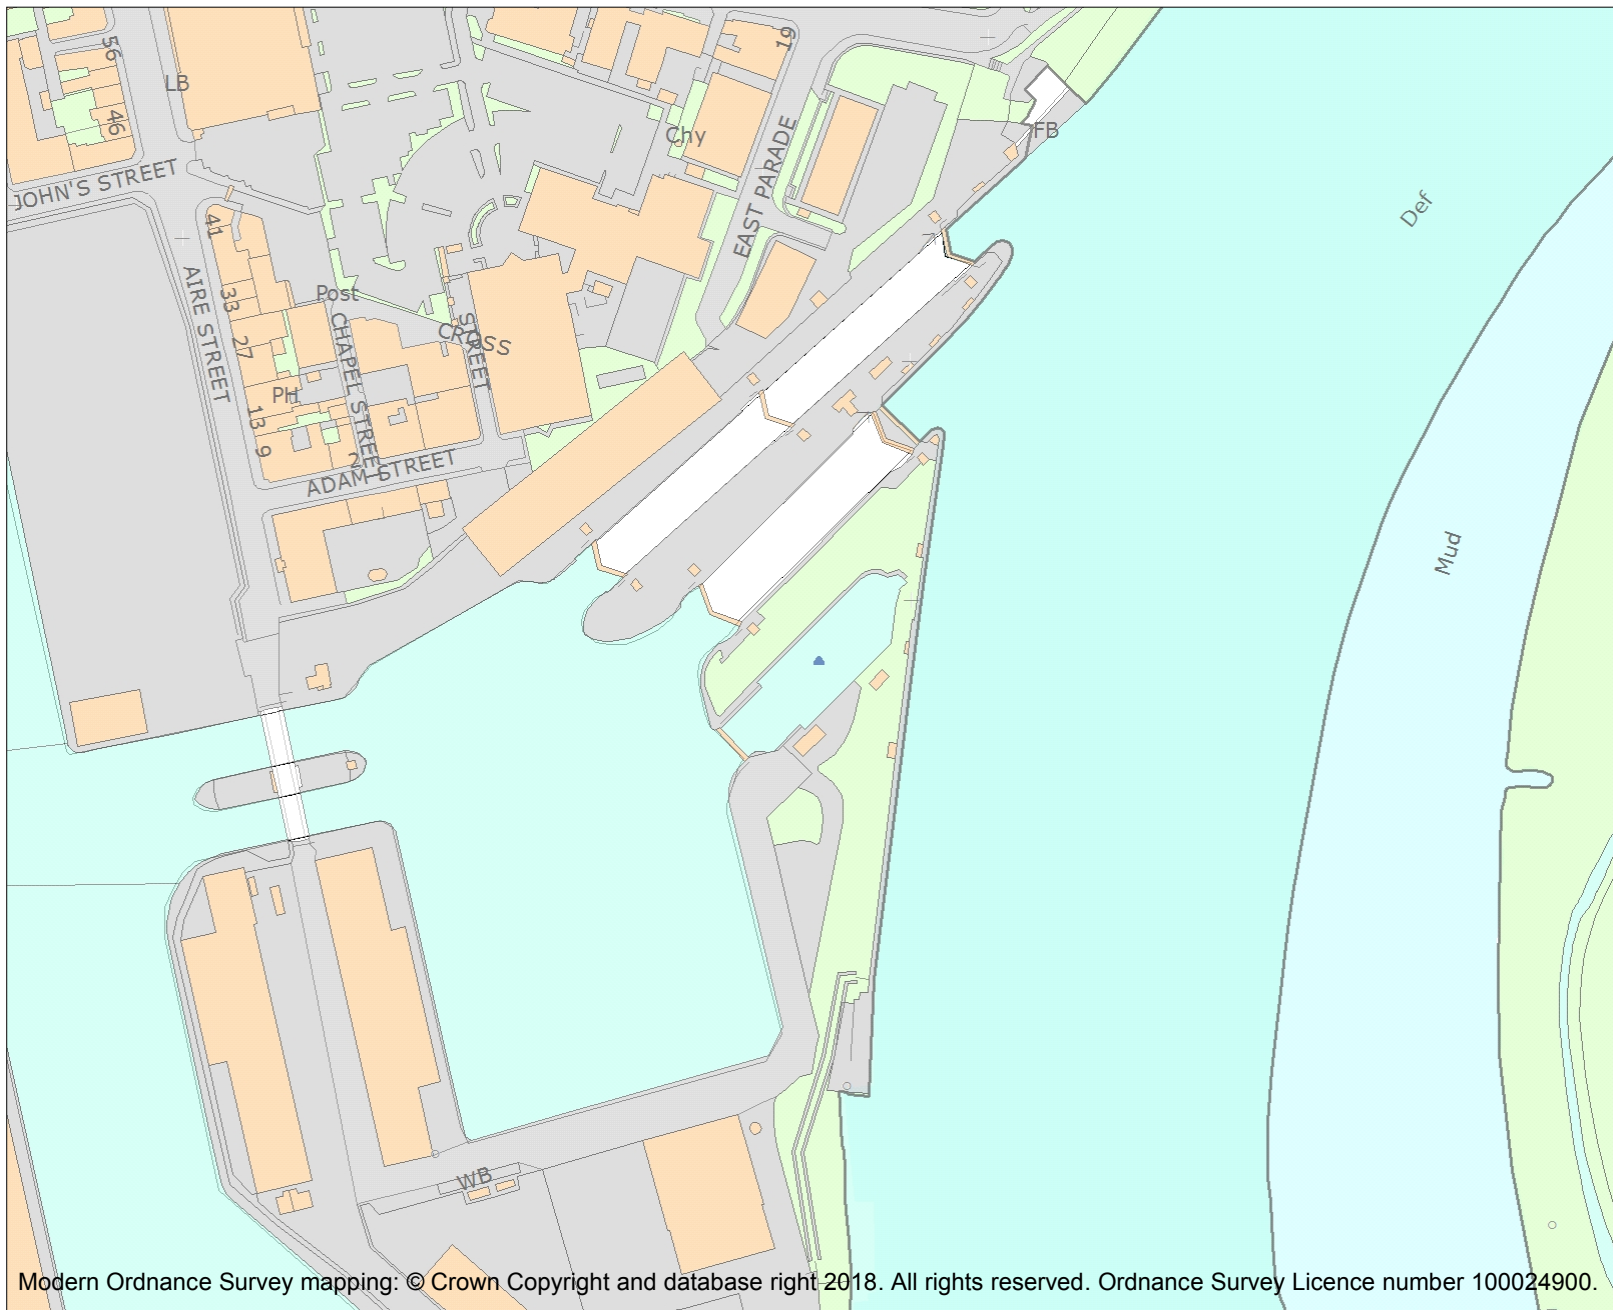 56
19
LB
46
Chy
FB
EAST PARADE
JOHN'S STREET
Def
41
AIRE STREET
33
Post
CHAPEL STREET
CROSS
STREET
27
PH
13
9
2
ADAM STREET
Mud
WB
Modern Ordnance Survey mapping: © Crown Copyright and database right 2018. All rights reserved. Ordnance Survey Licence number 100024900.